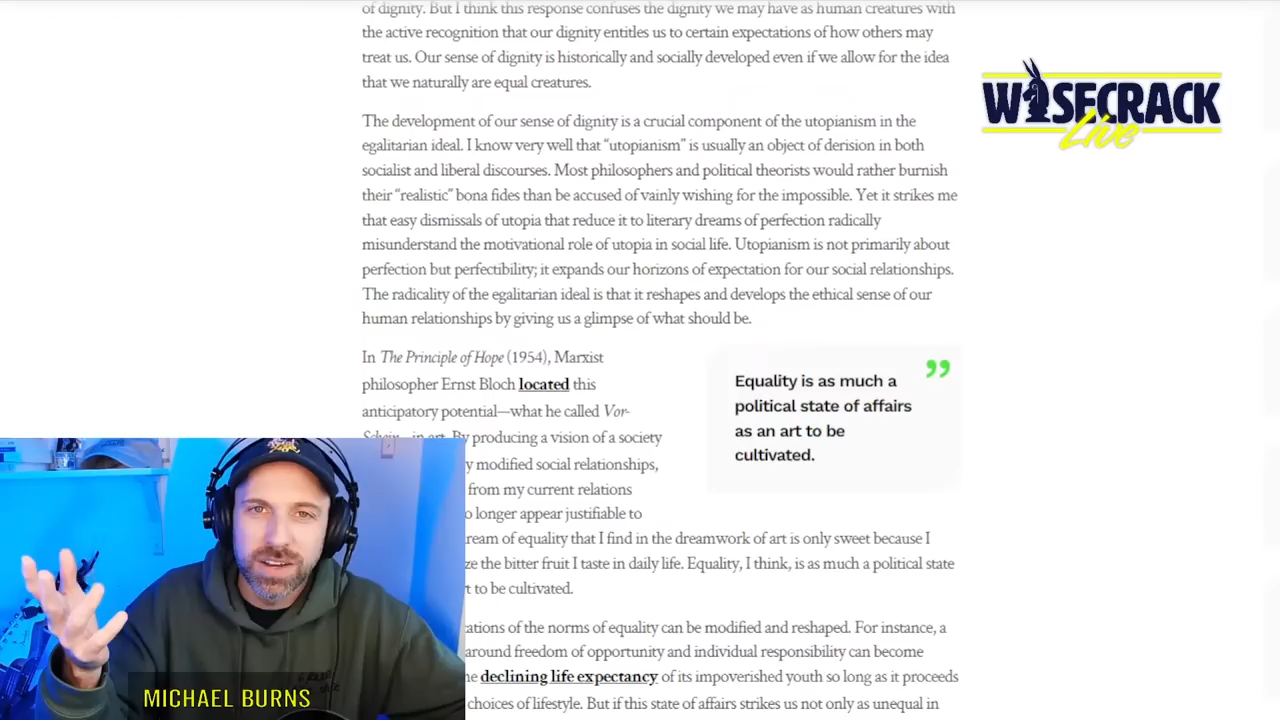 of dignity. But I think this response confuses the dignity we may have as human creatures with
the active recognition that our dignity entitles us to certain expectations of how others may
treat us. Our sense of dignity is historically and socially developed even if we allow for the idea
that we naturally are equal creatures.
WISECRACK
Live
The development of our sense of dignity is a crucial component of the utopianism in the
egalitarian ideal. I know very well that “utopianism” is usually an object of derision in both
socialist and liberal discourses. Most philosophers and political theorists would rather burnish
their “realistic” bona fides than be accused of vainly wishing for the impossible. Yet it strikes me
that easy dismissals of utopia that reduce it to literary dreams of perfection radically
misunderstand the motivational role of utopia in social life. Utopianism is not primarily about
perfection but perfectibility; it expands our horizons of expectation for our social relationships.
The radicality of the egalitarian ideal is that it reshapes and develops the ethical sense of our
human relationships by giving us a glimpse of what should be.
In The Principle of Hope (1954), Marxist
philosopher Ernst Bloch located this
anticipatory potential—what he called Vor-
Schein—in art. By producing a vision of a society
y modified social relationships,
from my current relations
o longer appear justifiable to
ream of equality that I find in the dreamwork of art is only sweet because I
ze the bitter fruit I taste in daily life. Equality, I think, is as much a political state
rt to be cultivated.
”
Equality is as much a
political state of affairs
as an art to be
cultivated.
cations of the norms of equality can be modified and reshaped. For instance, a
around freedom of opportunity and individual responsibility can become
e declining life expectancy of its impoverished youth so long as it proceeds
choices of lifestyle. But if this state of affairs strikes us not only as unequal in
MICHAEL BURNS